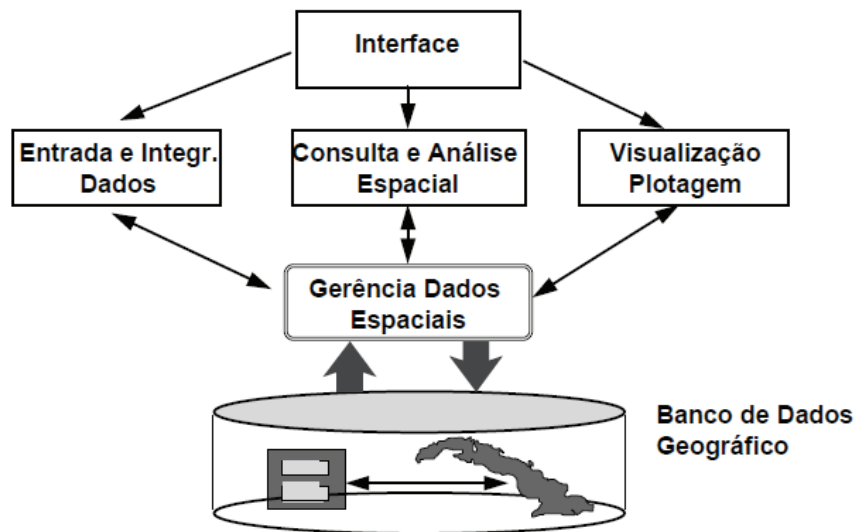 Interface
Entrada e Integr.
Dados
Consulta e Análise
Espacial
Visualização
Plotagem
Gerência Dados
Espaciais
Banco de Dados
Geográfico